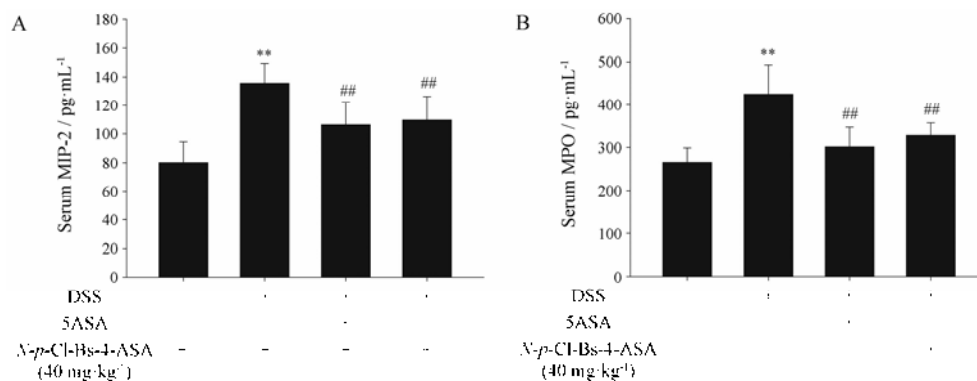 A
180
160
140
120
100
80
60
40
20
0
Serum MIP-2 / pg·mL⁻¹
**
##
##
DSS
5ASA
N-p-Cl-Bs-4-ASA
(40 mg·kg⁻¹)
B
600
500
400
300
200
100
0
Serum MPO / pg·mL⁻¹
**
##
##
DSS
5ASA
N-p-Cl-Bs-4-ASA
(40 mg·kg⁻¹)